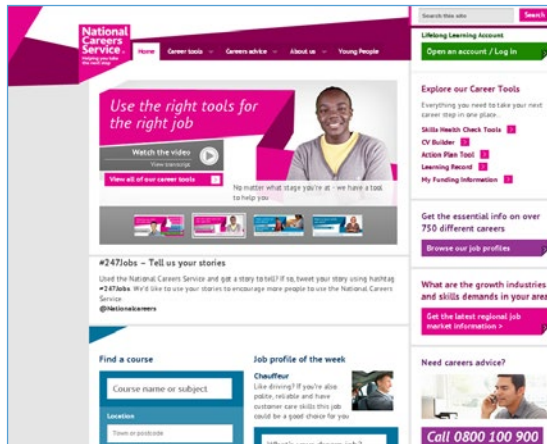 National
Careers
Service
Helping you take
the next step
Home
Career tools
Careers advice
About us
Young People
Search this site
Search
Lifelong Learning Account
Open an account / Log in
Use the right tools for
the right job
Watch the video
View transcript
View all of our career tools
No matter what stage you're at - we have a tool
to help you
Explore our Career Tools
Everything you need to take your next
career step in one place..
Skills Health Check Tools
CV Builder
Action Plan Tool
Learning Record
My Funding Information
Get the essential info on over
750 different careers
Browse our job profiles
#247Jobs – Tell us your stories
Used the National Careers Service and got a story to tell? If so, tweet your story using hashtag
#247Jobs. We'd like to use your stories to encourage more people to use the National Careers
Service
@Nationalcareers
What are the growth industries
and skills demands in your area
Get the latest regional job
market information >
Find a course
Course name or subject
Location
Town or postcode
Job profile of the week
Chauffeur
Like driving? If you're also
polite, reliable and have
customer care skills this job
could be a good choice for you
What's your dream job?
Need careers advice?
Call 0800 100 900